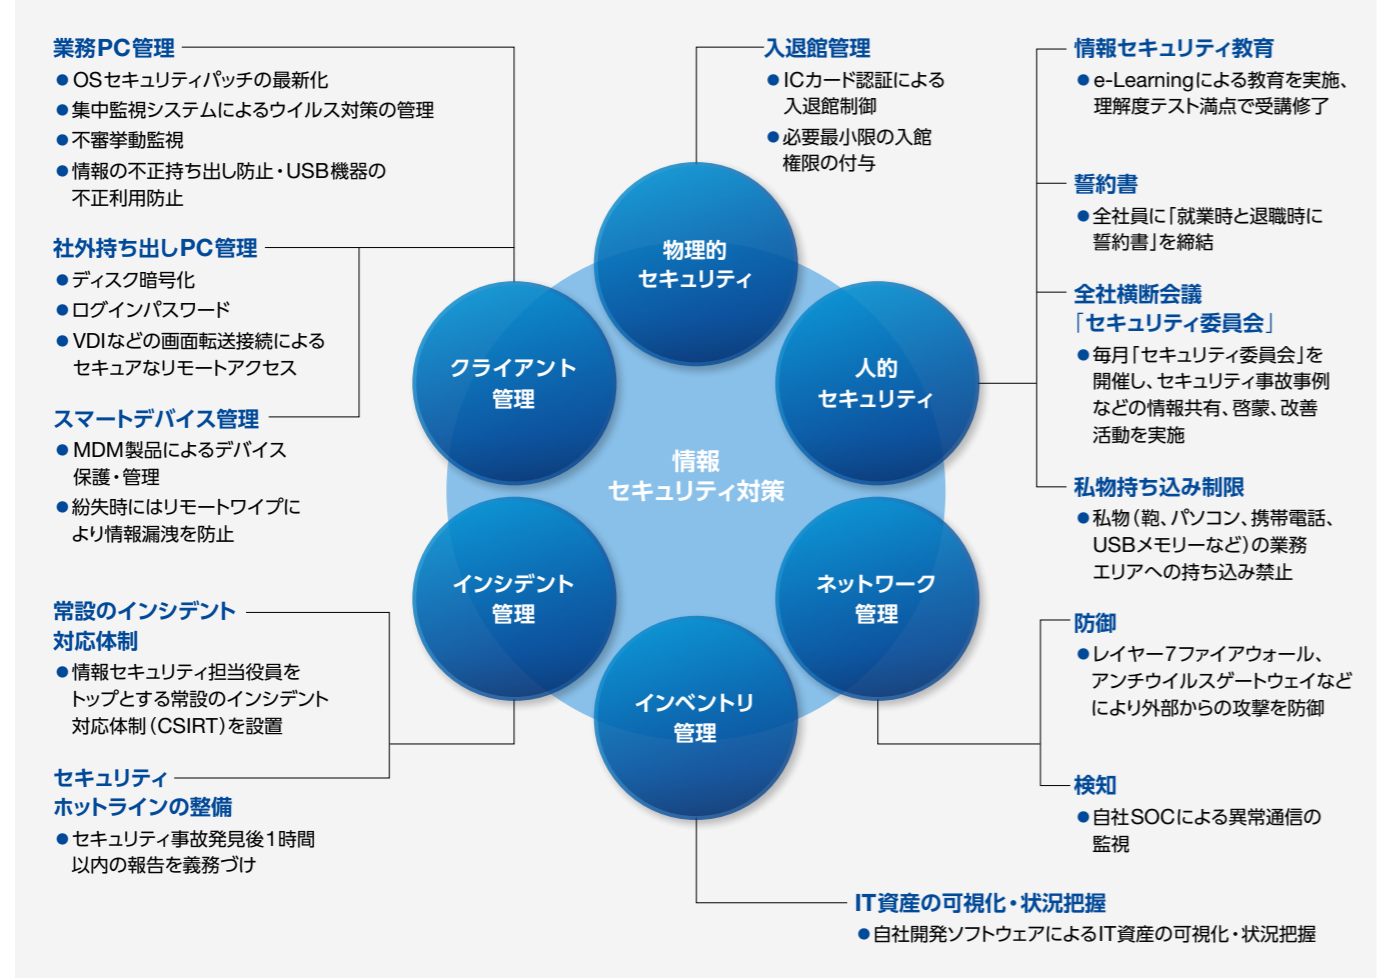 業務PC管理
●OSセキュリティパッチの最新化
●集中監視システムによるウイルス対策の管理
●不審挙動監視
●情報の不正持ち出し防止・USB機器の
不正利用防止
社外持ち出しPC管理
●ディスク暗号化
●ログインパスワード
●VDIなどの画面転送接続による
セキュアなリモートアクセス
スマートデバイス管理
●MDM製品によるデバイス
保護・管理
●紛失時にはリモートワイプに
より情報漏洩を防止
常設のインシデント
対応体制
●情報セキュリティ担当役員を
トップとする常設のインシデント
対応体制(CSIRT)を設置
セキュリティ
ホットラインの整備
●セキュリティ事故発見後1時間
以内の報告を義務づけ
入退館管理
●ICカード認証による
入退館制御
●必要最小限の入館
権限の付与
物理的
セキュリティ
クライアント
管理
人的
セキュリティ
情報
セキュリティ対策
インシデント
管理
ネットワーク
管理
インベントリ
管理
情報セキュリティ教育
●e-Learningによる教育を実施、
理解度テスト満点で受講修了
誓約書
●全社員に「就業時と退職時に
誓約書」を締結
全社横断会議
「セキュリティ委員会」
●毎月「セキュリティ委員会」を
開催し、セキュリティ事故事例
などの情報共有、啓蒙、改善
活動を実施
私物持ち込み制限
●私物(鞄、パソコン、携帯電話、
USBメモリーなど)の業務
エリアへの持ち込み禁止
防御
●レイヤー7ファイアウォール、
アンチウイルスゲートウェイなど
により外部からの攻撃を防御
検知
●自社SOCによる異常通信の
監視
IT資産の可視化・状況把握
●自社開発ソフトウェアによるIT資産の可視化・状況把握